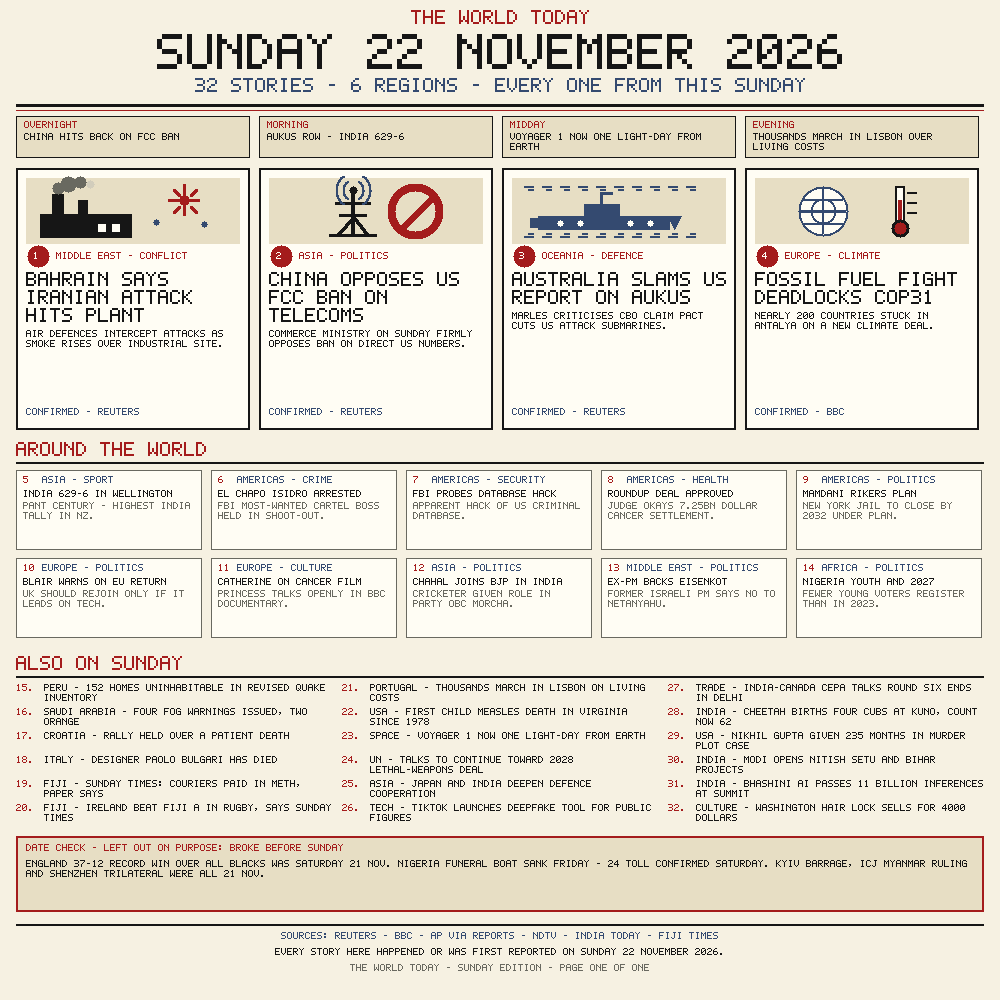 THE WORLD TODAY
SUNDAY 22 NOVEMBER 2026
32 STORIES - 6 REGIONS - EVERY ONE FROM THIS SUNDAY
OVERNIGHT
CHINA HITS BACK ON FCC BAN
MORNING
AUKUS ROW - INDIA 629-6
MIDDAY
VOYAGER 1 NOW ONE LIGHT-DAY FROM
EARTH
EVENING
THOUSANDS MARCH IN LISBON OVER
LIVING COSTS
1 MIDDLE EAST - CONFLICT
BAHRAIN SAYS
IRANIAN ATTACK
HITS PLANT
AIR DEFENCES INTERCEPT ATTACKS AS
SMOKE RISES OVER INDUSTRIAL SITE.
CONFIRMED - REUTERS
2 ASIA - POLITICS
CHINA OPPOSES US
FCC BAN ON
TELECOMS
COMMERCE MINISTRY ON SUNDAY FIRMLY
OPPOSES BAN ON DIRECT US NUMBERS.
CONFIRMED - REUTERS
3 OCEANIA - DEFENCE
AUSTRALIA SLAMS US
REPORT ON AUKUS
MARLES CRITICISES CBO CLAIM PACT
CUTS US ATTACK SUBMARINES.
CONFIRMED - REUTERS
4 EUROPE - CLIMATE
FOSSIL FUEL FIGHT
DEADLOCKS COP31
NEARLY 200 COUNTRIES STUCK IN
ANTALYA ON A NEW CLIMATE DEAL.
CONFIRMED - BBC
AROUND THE WORLD
5 ASIA - SPORT
INDIA 629-6 IN WELLINGTON
PANT CENTURY - HIGHEST INDIA
TALLY IN NZ.
6 AMERICAS - CRIME
EL CHAPO ISIDRO ARRESTED
FBI MOST-WANTED CARTEL BOSS
HELD IN SHOOT-OUT.
7 AMERICAS - SECURITY
FBI PROBES DATABASE HACK
APPARENT HACK OF US CRIMINAL
DATABASE.
8 AMERICAS - HEALTH
ROUNDUP DEAL APPROVED
JUDGE OKAYS 7.25BN DOLLAR
CANCER SETTLEMENT.
9 AMERICAS - POLITICS
MAMDANI RIKERS PLAN
NEW YORK JAIL TO CLOSE BY
2032 UNDER PLAN.
10 EUROPE - POLITICS
BLAIR WARNS ON EU RETURN
UK SHOULD REJOIN ONLY IF IT
LEADS ON TECH.
11 EUROPE - CULTURE
CATHERINE ON CANCER FILM
PRINCESS TALKS OPENLY IN BBC
DOCUMENTARY.
12 ASIA - POLITICS
CHAHAL JOINS BJP IN INDIA
CRICKETER GIVEN ROLE IN
PARTY OBC MORCHA.
13 MIDDLE EAST - POLITICS
EX-PM BACKS EISENKOT
FORMER ISRAELI PM SAYS NO TO
NETANYAHU.
14 AFRICA - POLITICS
NIGERIA YOUTH AND 2027
FEWER YOUNG VOTERS REGISTER
THAN IN 2023.
ALSO ON SUNDAY
15. PERU - 152 HOMES UNINHABITABLE IN REVISED QUAKE
INVENTORY
16. SAUDI ARABIA - FOUR FOG WARNINGS ISSUED, TWO
ORANGE
17. CROATIA - RALLY HELD OVER A PATIENT DEATH
18. ITALY - DESIGNER PAOLO BULGARI HAS DIED
19. FIJI - SUNDAY TIMES: COURIERS PAID IN METH,
PAPER SAYS
20. FIJI - IRELAND BEAT FIJI A IN RUGBY, SAYS SUNDAY
TIMES
21. PORTUGAL - THOUSANDS MARCH IN LISBON ON LIVING
COSTS
22. USA - FIRST CHILD MEASLES DEATH IN VIRGINIA
SINCE 1978
23. SPACE - VOYAGER 1 NOW ONE LIGHT-DAY FROM EARTH
24. UN - TALKS TO CONTINUE TOWARD 2028
LETHAL-WEAPONS DEAL
25. ASIA - JAPAN AND INDIA DEEPEN DEFENCE
COOPERATION
26. TECH - TIKTOK LAUNCHES DEEPFAKE TOOL FOR PUBLIC
FIGURES
27. TRADE - INDIA-CANADA CEPA TALKS ROUND SIX ENDS
IN DELHI
28. INDIA - CHEETAH BIRTHS FOUR CUBS AT KUNO, COUNT
NOW 62
29. USA - NIKHIL GUPTA GIVEN 235 MONTHS IN MURDER
PLOT CASE
30. INDIA - MODI OPENS NITISH SETU AND BIHAR
PROJECTS
31. INDIA - BHASHINI AI PASSES 11 BILLION INFERENCES
AT SUMMIT
32. CULTURE - WASHINGTON HAIR LOCK SELLS FOR 4000
DOLLARS
DATE CHECK - LEFT OUT ON PURPOSE: BROKE BEFORE SUNDAY
ENGLAND 37-12 RECORD WIN OVER ALL BLACKS WAS SATURDAY 21 NOV. NIGERIA FUNERAL BOAT SANK FRIDAY - 24 TOLL CONFIRMED SATURDAY. KYIV BARRAGE, ICJ MYANMAR RULING
AND SHENZHEN TRILATERAL WERE ALL 21 NOV.
SOURCES: REUTERS - BBC - AP VIA REPORTS - NDTV - INDIA TODAY - FIJI TIMES
EVERY STORY HERE HAPPENED OR WAS FIRST REPORTED ON SUNDAY 22 NOVEMBER 2026.
THE WORLD TODAY - SUNDAY EDITION - PAGE ONE OF ONE